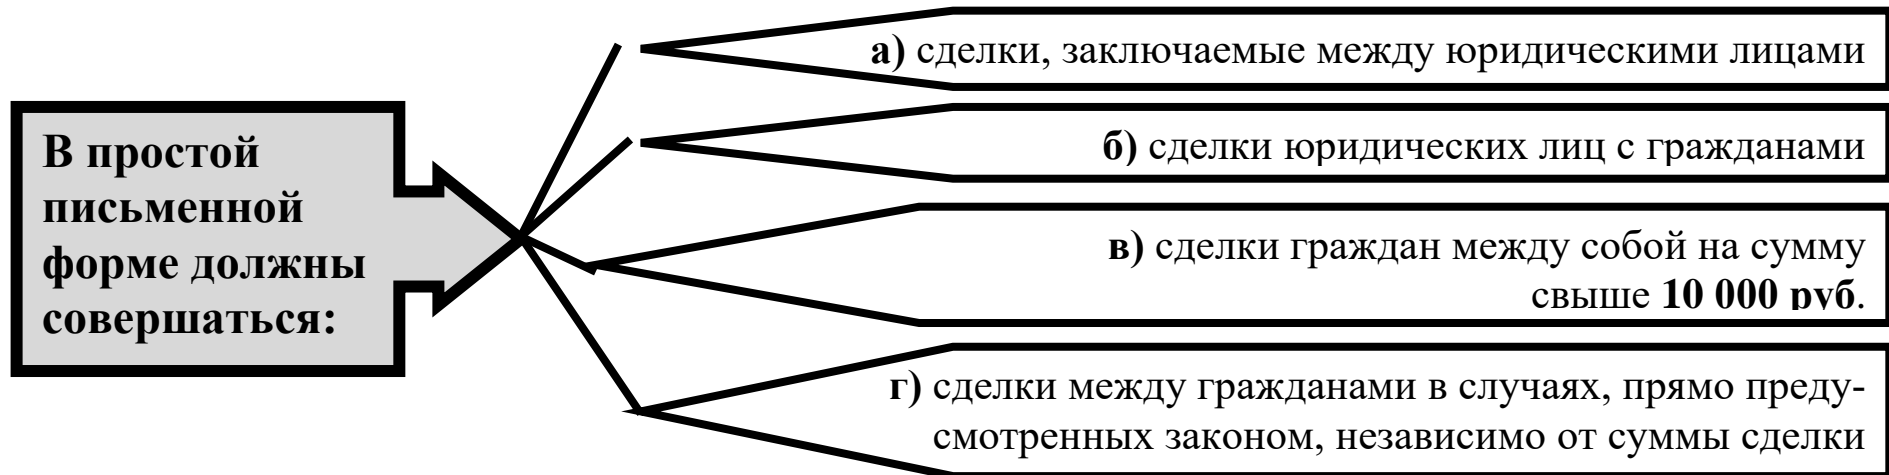 В простой
письменной
форме должны
совершаться:
а) сделки, заключаемые между юридическими лицами
б) сделки юридических лиц с гражданами
в) сделки граждан между собой на сумму
свыше 10 000 руб.
г) сделки между гражданами в случаях, прямо преду-
смотренных законом, независимо от суммы сделки